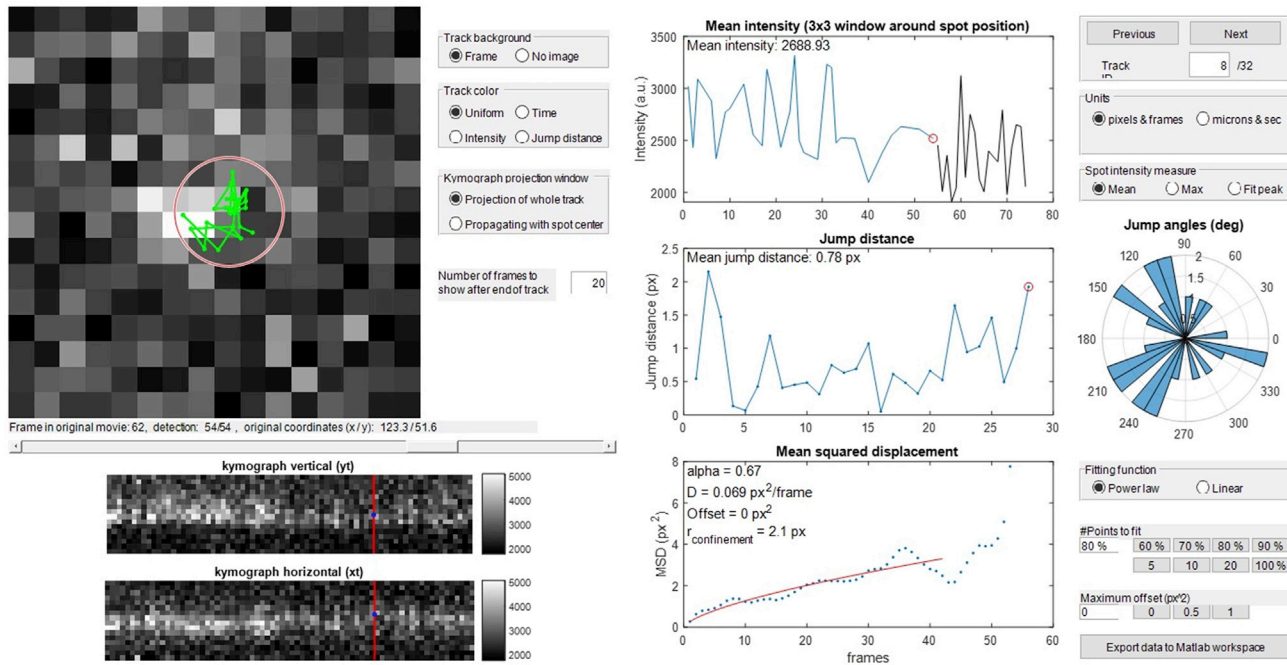 Track background
Frame No image
Track color
Uniform Time
Intensity Jump distance
Kymograph projection window
Projection of whole track
Propagating with spot center
Number of frames to
show after end of track
20
Frame in original movie: 62, detection: 54/54 , original coordinates (x / y): 123.3 / 51.6
kymograph vertical (yt)
5000
4000
3000
2000
kymograph horizontal (xt)
5000
4000
3000
2000
Mean intensity (3x3 window around spot position)
Mean intensity: 2688.93
Intensity (a.u.)
3500
3000
2500
2000
0 10 20 30 40 50 60 70 80
Jump distance
Mean jump distance: 0.78 px
Jump distance (px)
2.5
2
1.5
1
0.5
0
0 5 10 15 20 25 30
Mean squared displacement
alpha = 0.67
D = 0.069 px²/frame
Offset = 0 px²
r confinement = 2.1 px
MSD (px ²)
8
6
4
2
0
0 10 20 30 40 50 60
frames
Previous Next
Track 8 /32
Units
pixels & frames microns & sec
Spot intensity measure
Mean Max Fit peak
Jump angles (deg)
90
120 60
150 30
180 0
210 330
240 300
270
2
1.5
1
0.5
Fitting function
Power law Linear
#Points to fit
80 % 60 % 70 % 80 % 90 %
5 10 20 100 %
Maximum offset (px^2)
0 0 0.5 1
Export data to Matlab workspace